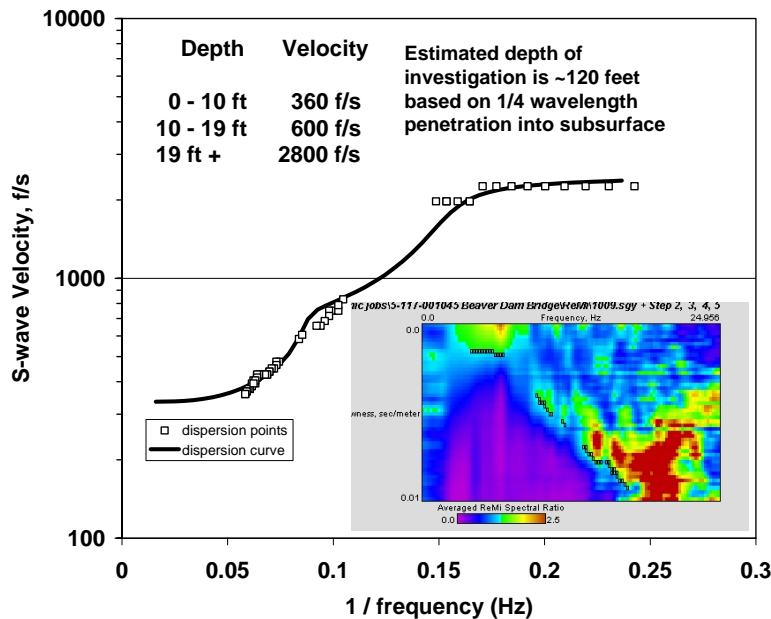 10000
1000
100
S-wave Velocity, f/s
Depth Velocity
0 - 10 ft 360 f/s
10 - 19 ft 600 f/s
19 ft + 2800 f/s
Estimated depth of
investigation is ~120 feet
based on 1/4 wavelength
penetration into subsurface
dispersion points
dispersion curve
jobs\5-117-001045 Beaver Dam Bridge\ReMi\1009.sgy + Step 2, 3, 4, 5
0.0 Frequency, Hz 24.956
0.0
sec/meter
0.01
Averaged ReMi Spectral Ratio
0.0 2.5
0 0.05 0.1 0.15 0.2 0.25 0.3
1 / frequency (Hz)